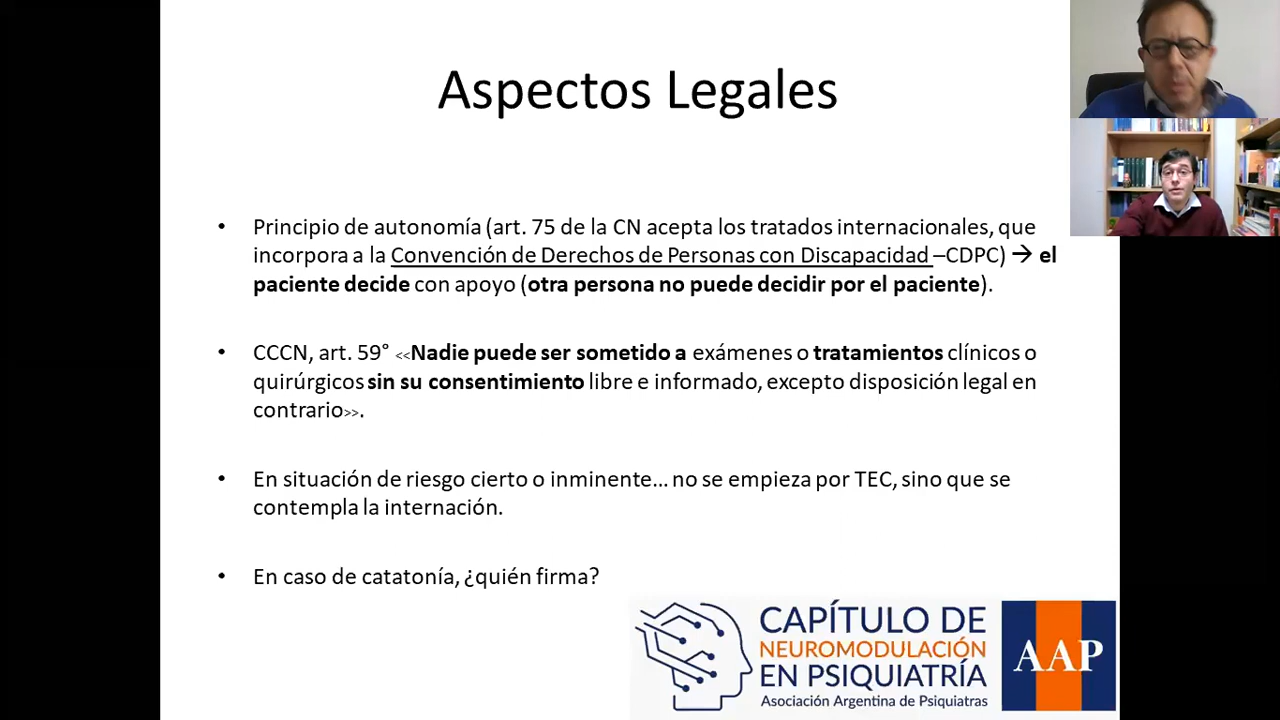 Aspectos Legales
• Principio de autonomía (art. 75 de la CN acepta los tratados internacionales, que
incorpora a la Convención de Derechos de Personas con Discapacidad –CDPC) → el
paciente decide con apoyo (otra persona no puede decidir por el paciente).
• CCCN, art. 59° <<Nadie puede ser sometido a exámenes o tratamientos clínicos o
quirúrgicos sin su consentimiento libre e informado, excepto disposición legal en
contrario>>.
• En situación de riesgo cierto o inminente... no se empieza por TEC, sino que se
contempla la internación.
• En caso de catatonía, ¿quién firma?
CAPÍTULO DE
NEUROMODULACIÓN
EN PSIQUIATRÍA
Asociación Argentina de Psiquiatras
AAP